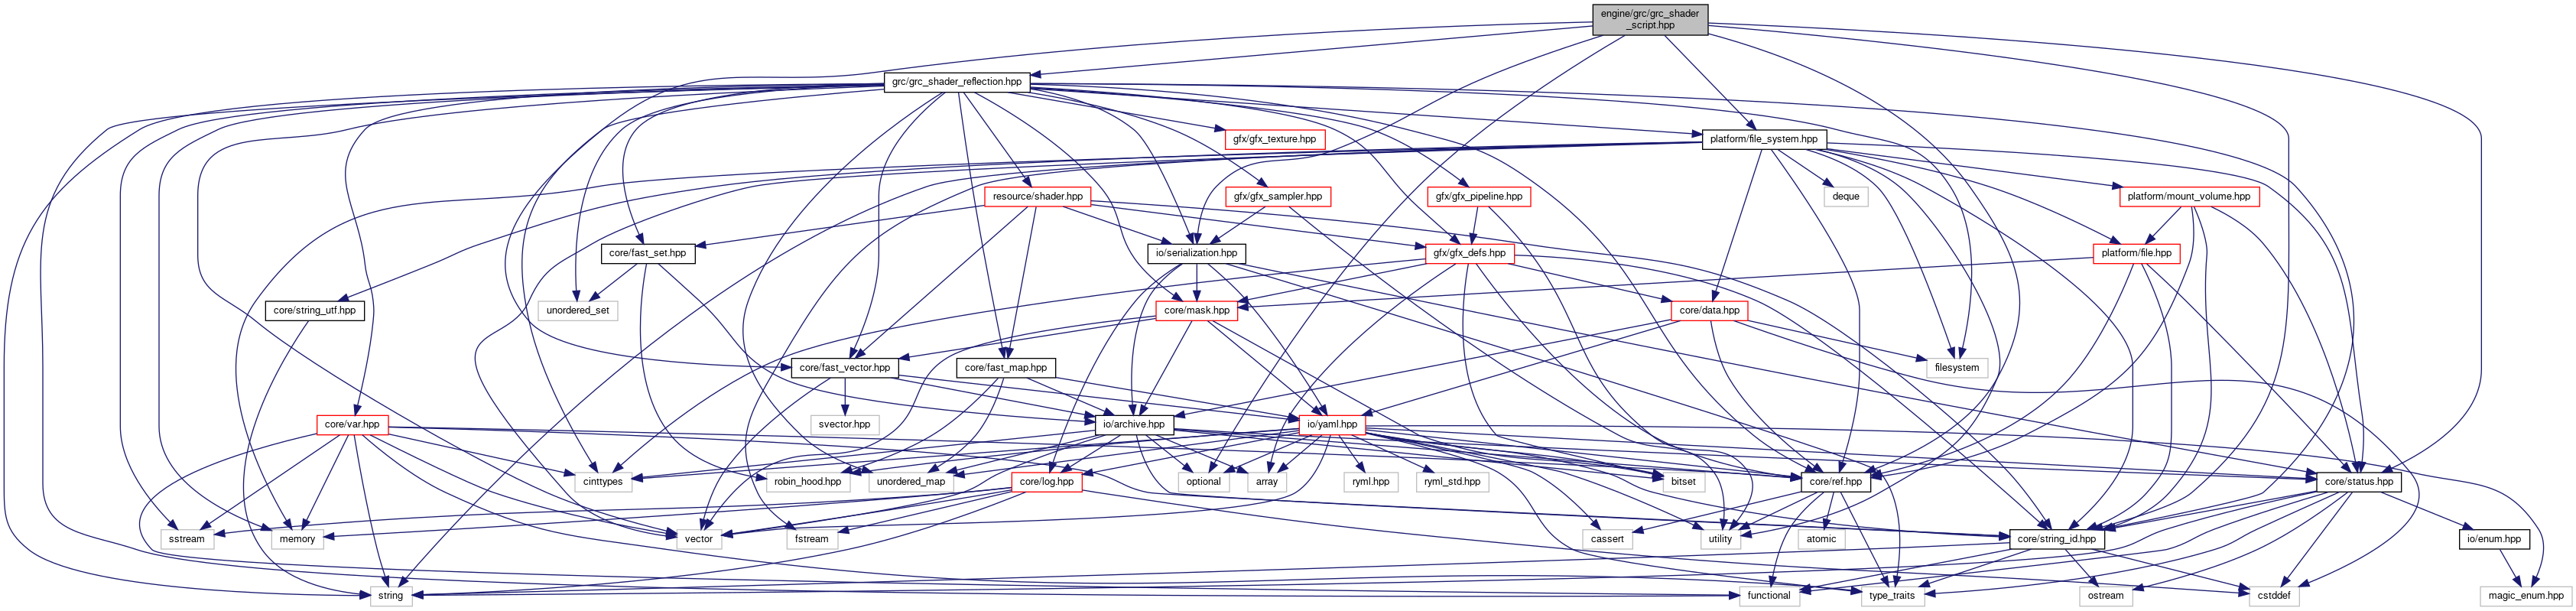 engine/grc/grc_shader
_script.hpp
grc/grc_shader_reflection.hpp
gfx/gfx_texture.hpp
platform/file_system.hpp
resource/shader.hpp
gfx/gfx_sampler.hpp
gfx/gfx_pipeline.hpp
deque
platform/mount_volume.hpp
core/fast_set.hpp
io/serialization.hpp
gfx/gfx_defs.hpp
platform/file.hpp
core/string_utf.hpp
unordered_set
core/mask.hpp
core/data.hpp
core/fast_vector.hpp
core/fast_map.hpp
filesystem
core/var.hpp
svector.hpp
io/archive.hpp
io/yaml.hpp
cinttypes
robin_hood.hpp
unordered_map
core/log.hpp
optional
array
ryml.hpp
ryml_std.hpp
bitset
core/ref.hpp
core/status.hpp
sstream
memory
vector
fstream
cassert
utility
atomic
core/string_id.hpp
io/enum.hpp
string
functional
type_traits
ostream
cstddef
magic_enum.hpp